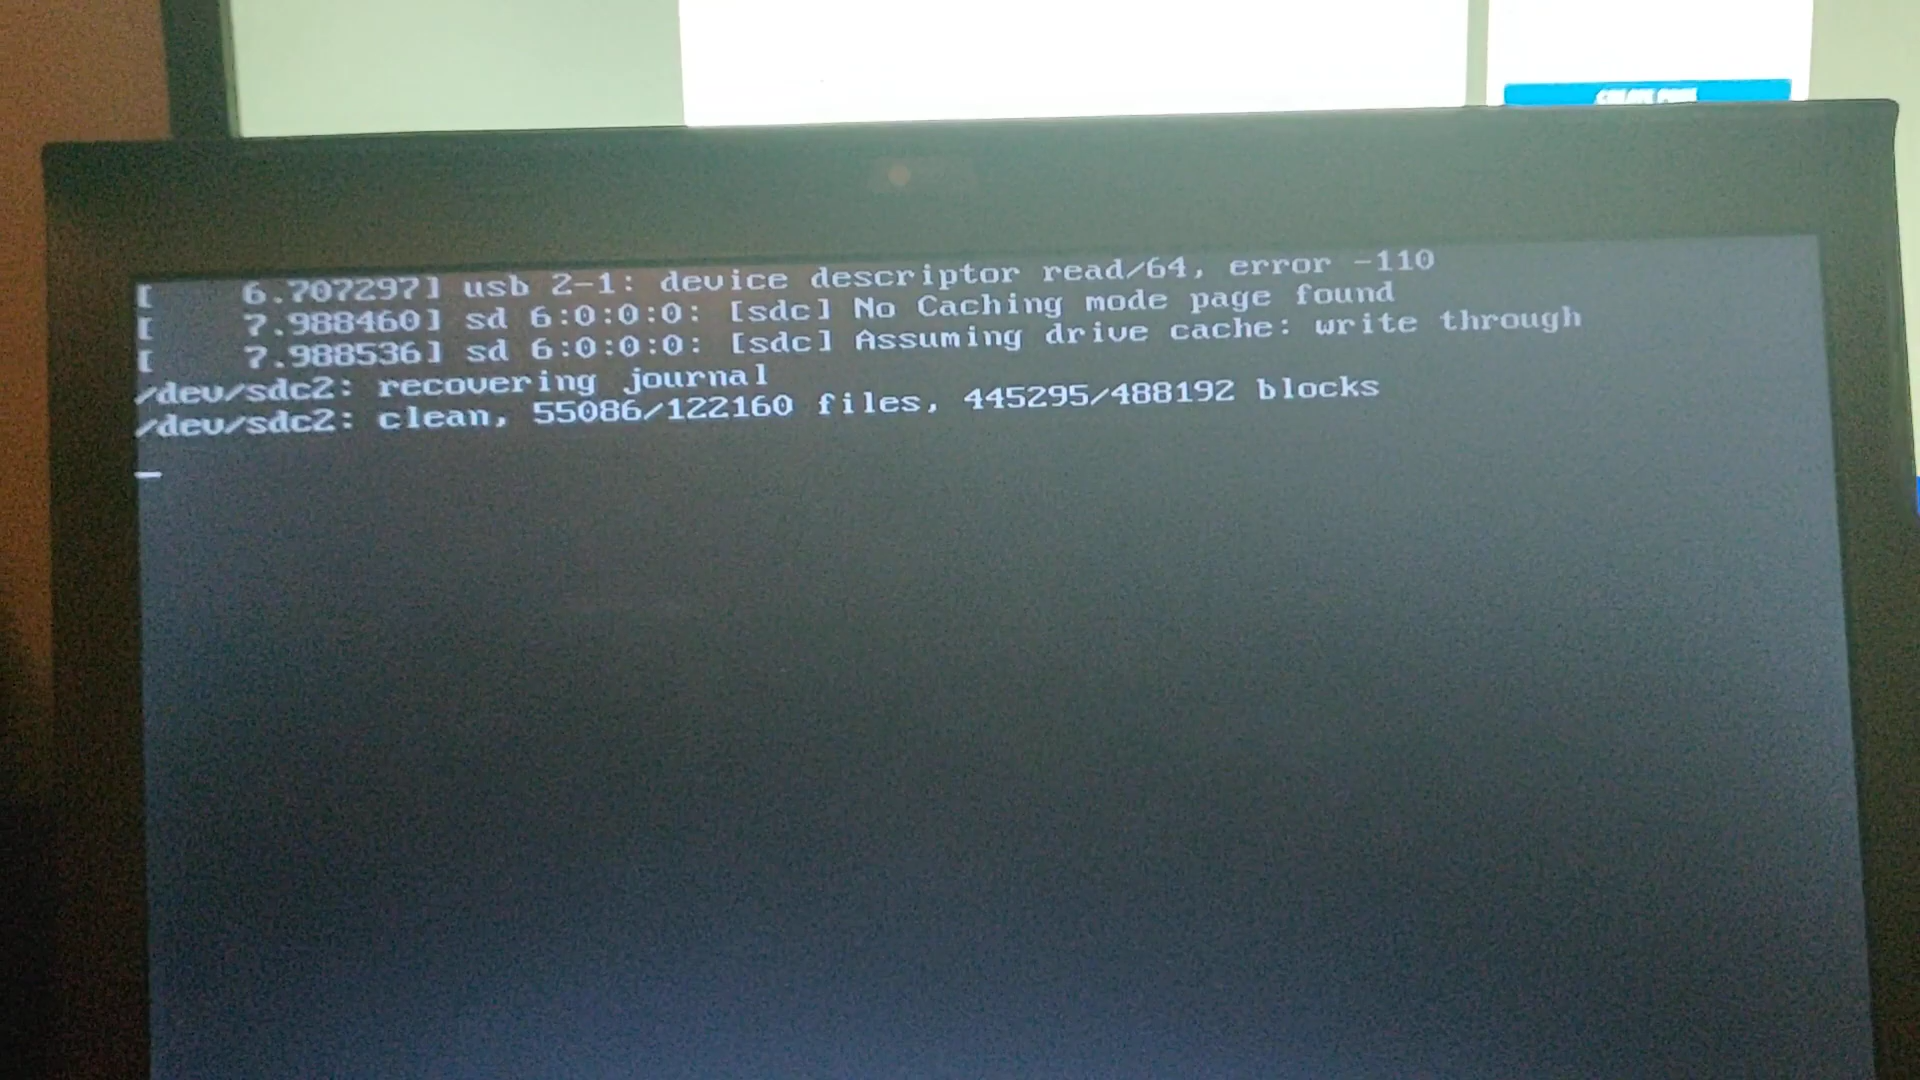 [    6.707297] usb 2-1: device descriptor read/64, error -110
[    7.988460] sd 6:0:0:0: [sdc] No Caching mode page found
[    7.988536] sd 6:0:0:0: [sdc] Assuming drive cache: write through
/dev/sdc2: recovering journal
/dev/sdc2: clean, 55086/122160 files, 445295/488192 blocks